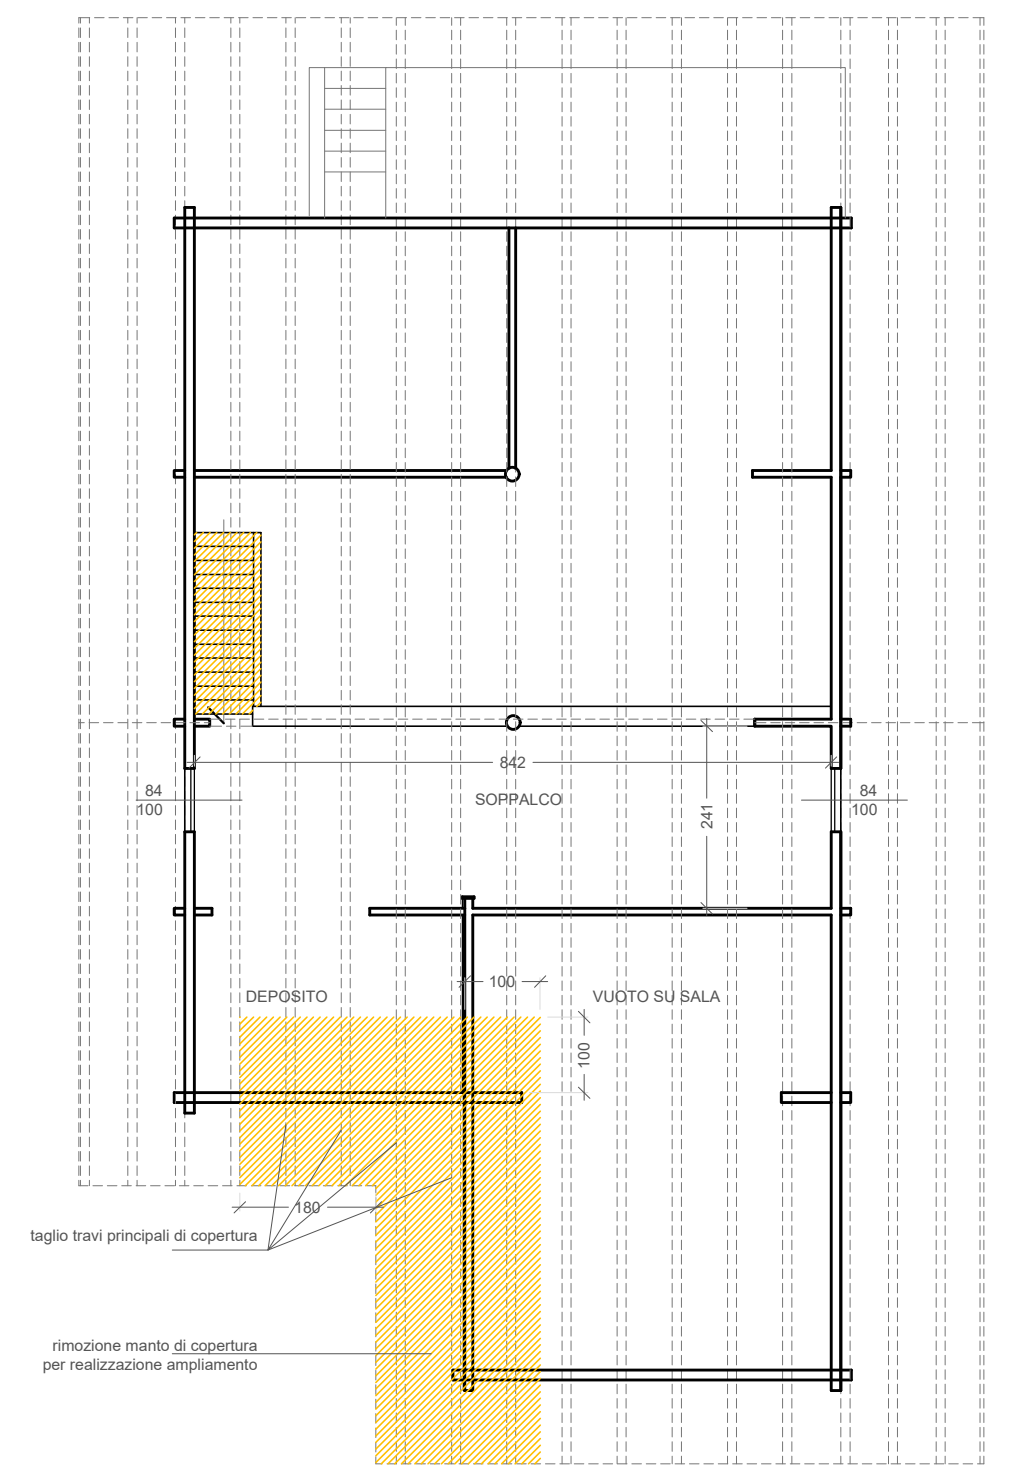 842
84
100
SOPPALCO
84
100
241
100
DEPOSITO
VUOTO SU SALA
100
180
taglio travi principali di copertura
rimozione manto di copertura
per realizzazione ampliamento